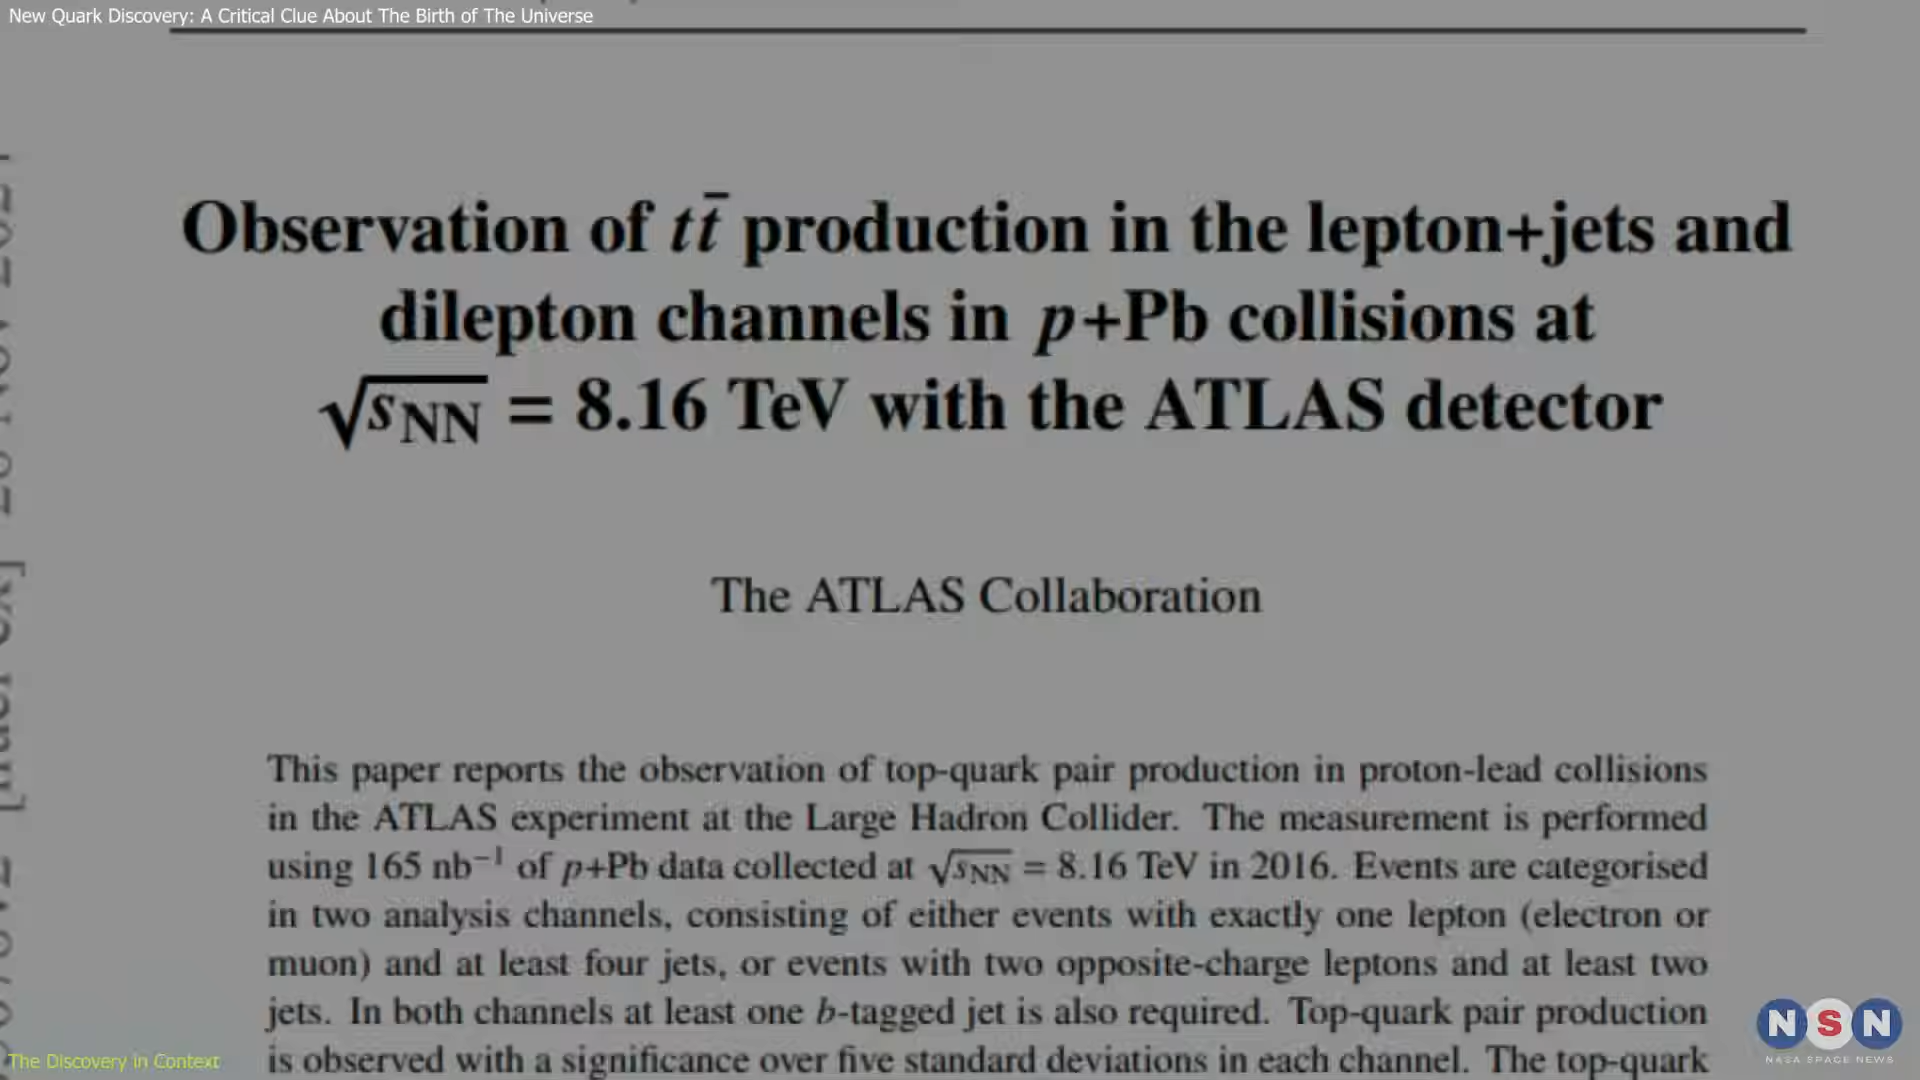 New Quark Discovery: A Critical Clue About The Birth of The Universe
Observation of tt̄ production in the lepton+jets and
dilepton channels in p+Pb collisions at
√sNN = 8.16 TeV with the ATLAS detector
The ATLAS Collaboration
This paper reports the observation of top-quark pair production in proton-lead collisions
in the ATLAS experiment at the Large Hadron Collider. The measurement is performed
using 165 nb⁻¹ of p+Pb data collected at √sNN = 8.16 TeV in 2016. Events are categorised
in two analysis channels, consisting of either events with exactly one lepton (electron or
muon) and at least four jets, or events with two opposite-charge leptons and at least two
jets. In both channels at least one b-tagged jet is also required. Top-quark pair production
is observed with a significance over five standard deviations in each channel. The top-quark
The Discovery in Context
NSN
NASA SPACE NEWS